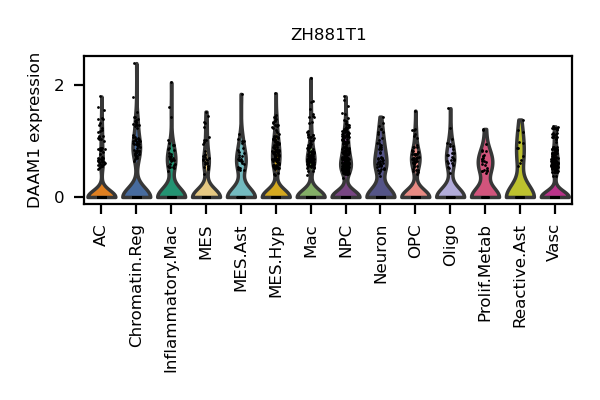 ZH881T1
DAAM1 expression
2
0
AC
Chromatin.Reg
Inflammatory.Mac
MES
MES.Ast
MES.Hyp
Mac
NPC
Neuron
OPC
Oligo
Prolif.Metab
Reactive.Ast
Vasc